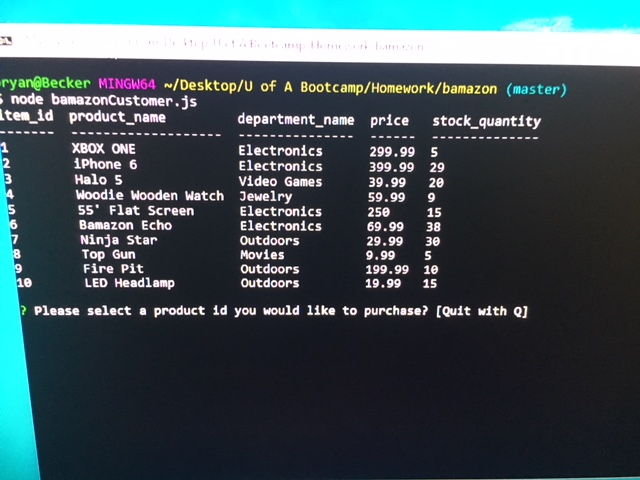 bryan@Becker MINGW64 ~/Desktop/U of A Bootcamp/Homework/bamazon (master)
$ node bamazonCustomer.js
item_id product_name department_name price stock_quantity
------- -------------------- --------------- ------ --------------
1 XBOX ONE Electronics 299.99 5
2 iPhone 6 Electronics 399.99 29
3 Halo 5 Video Games 39.99 20
4 Woodie Wooden Watch Jewelry 59.99 9
5 55' Flat Screen Electronics 250 15
6 Bamazon Echo Electronics 69.99 38
7 Ninja Star Outdoors 29.99 30
8 Top Gun Movies 9.99 5
9 Fire Pit Outdoors 199.99 10
10 LED Headlamp Outdoors 19.99 15
? Please select a product id you would like to purchase? [Quit with Q]